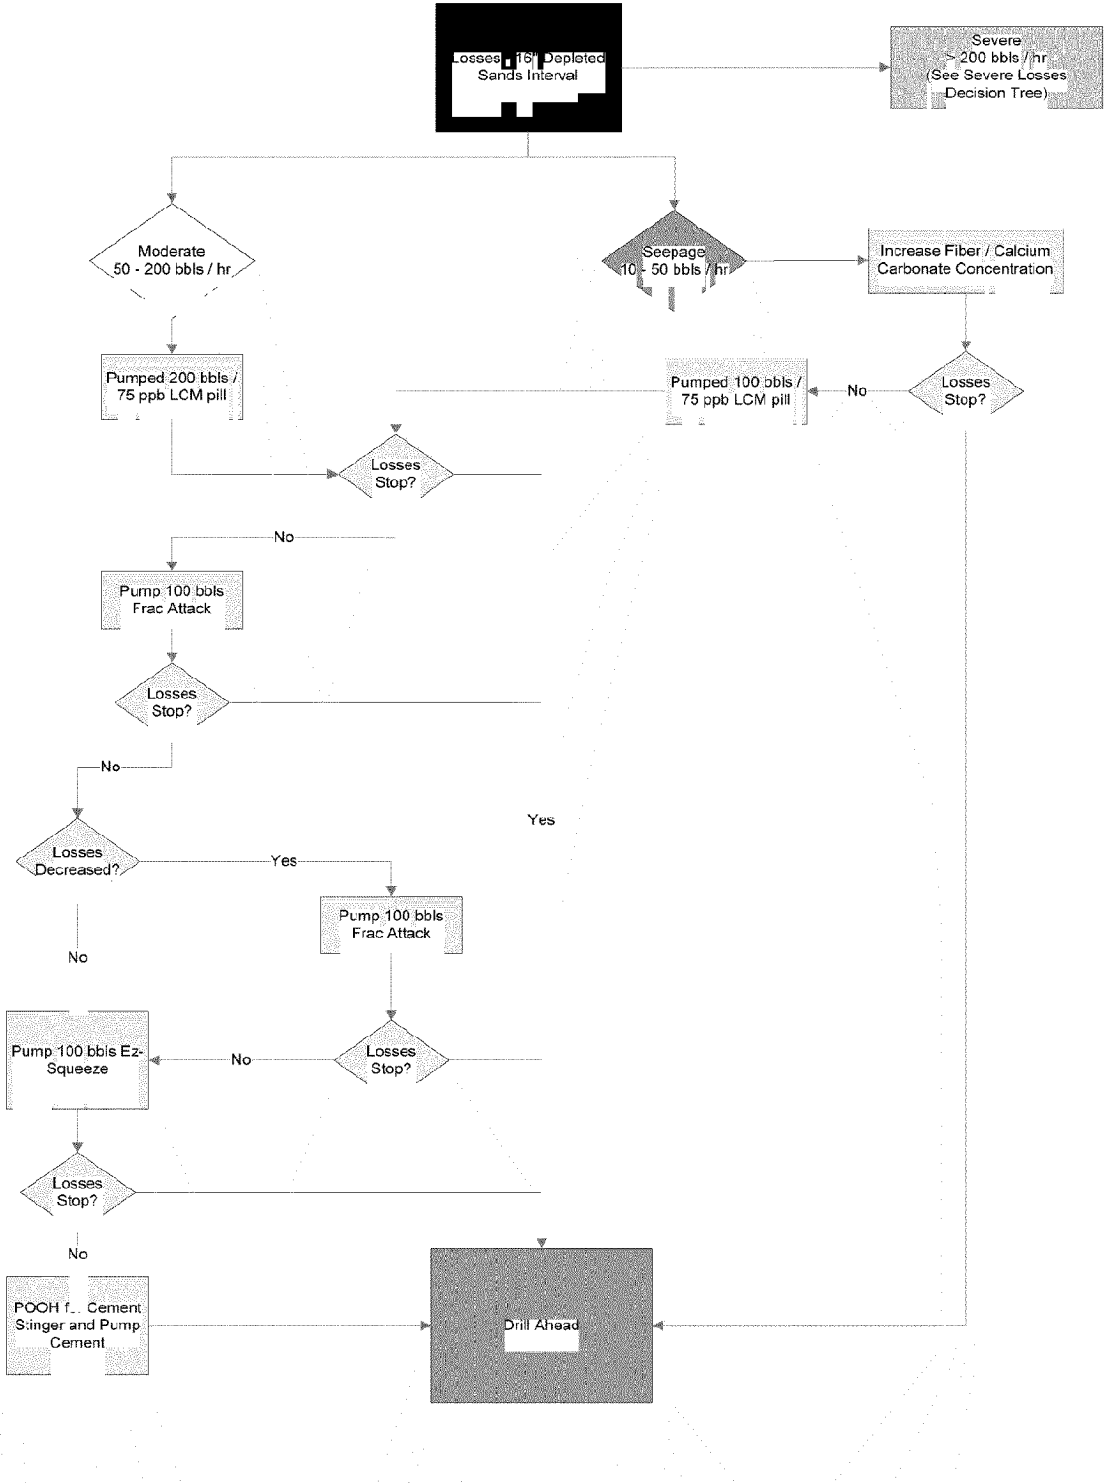 Losses 16" Depleted
Sands Interval
Severe
> 200 bbls / hr
(See Severe Losses
Decision Tree)
Moderate
50 - 200 bbls / hr
Seepage
10 - 50 bbls / hr
Increase Fiber / Calcium
Carbonate Concentration
Pumped 200 bbls /
75 ppb LCM pill
Pumped 100 bbls /
75 ppb LCM pill
No
Losses
Stop?
Losses
Stop?
No
Pump 100 bbls
Frac Attack
Losses
Stop?
No
Yes
Losses
Decreased?
Yes
Pump 100 bbls
Frac Attack
No
Pump 100 bbls Ez-
Squeeze
No
Losses
Stop?
Losses
Stop?
No
POOH Cement
Stinger and Pump
Cement
Drill Ahead